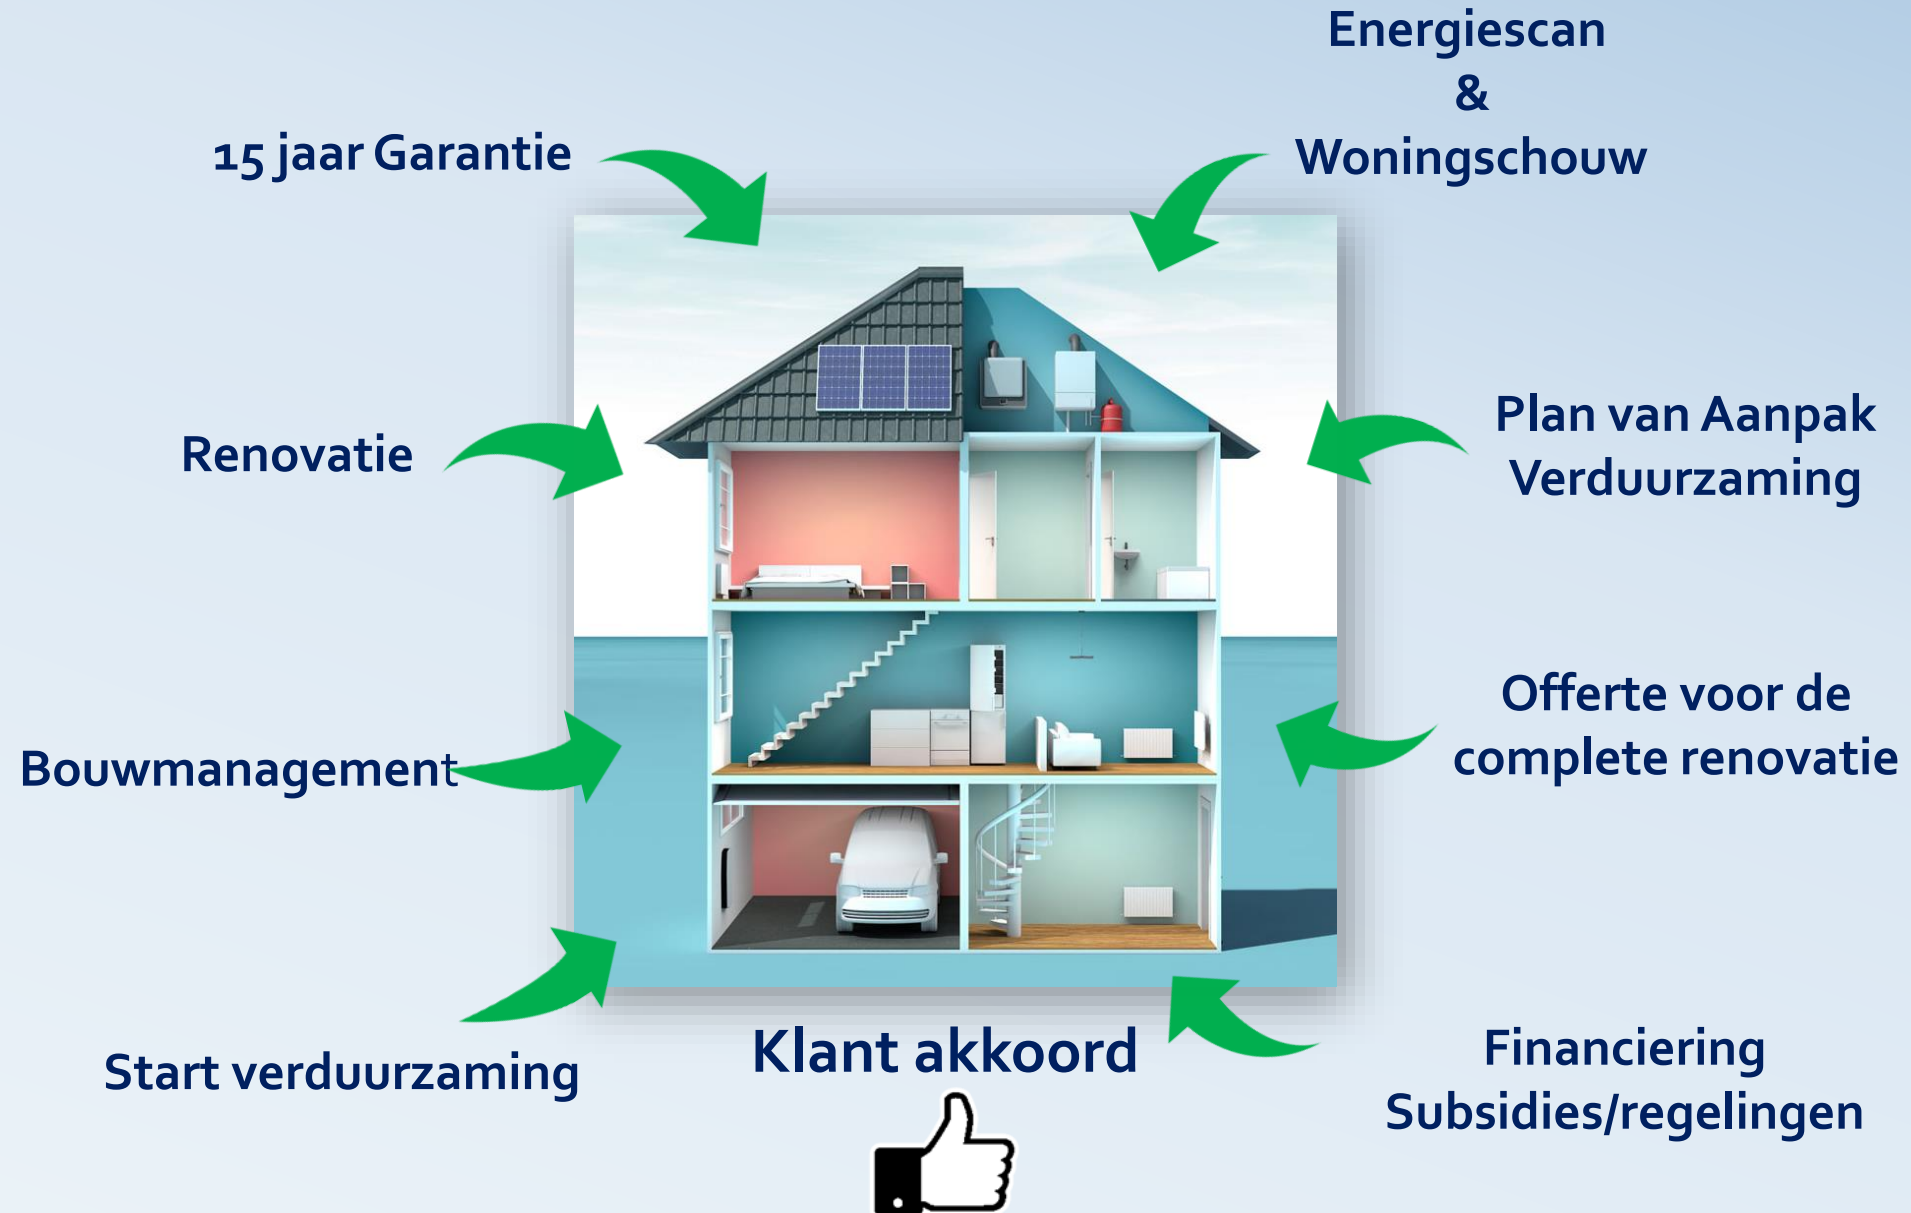 Energiescan
&
Woningschouw
15 jaar Garantie
Plan van Aanpak
Verduurzaming
Renovatie
Offerte voor de
complete renovatie
Bouwmanagement
Financiering
Subsidies/regelingen
Klant akkoord
Start verduurzaming